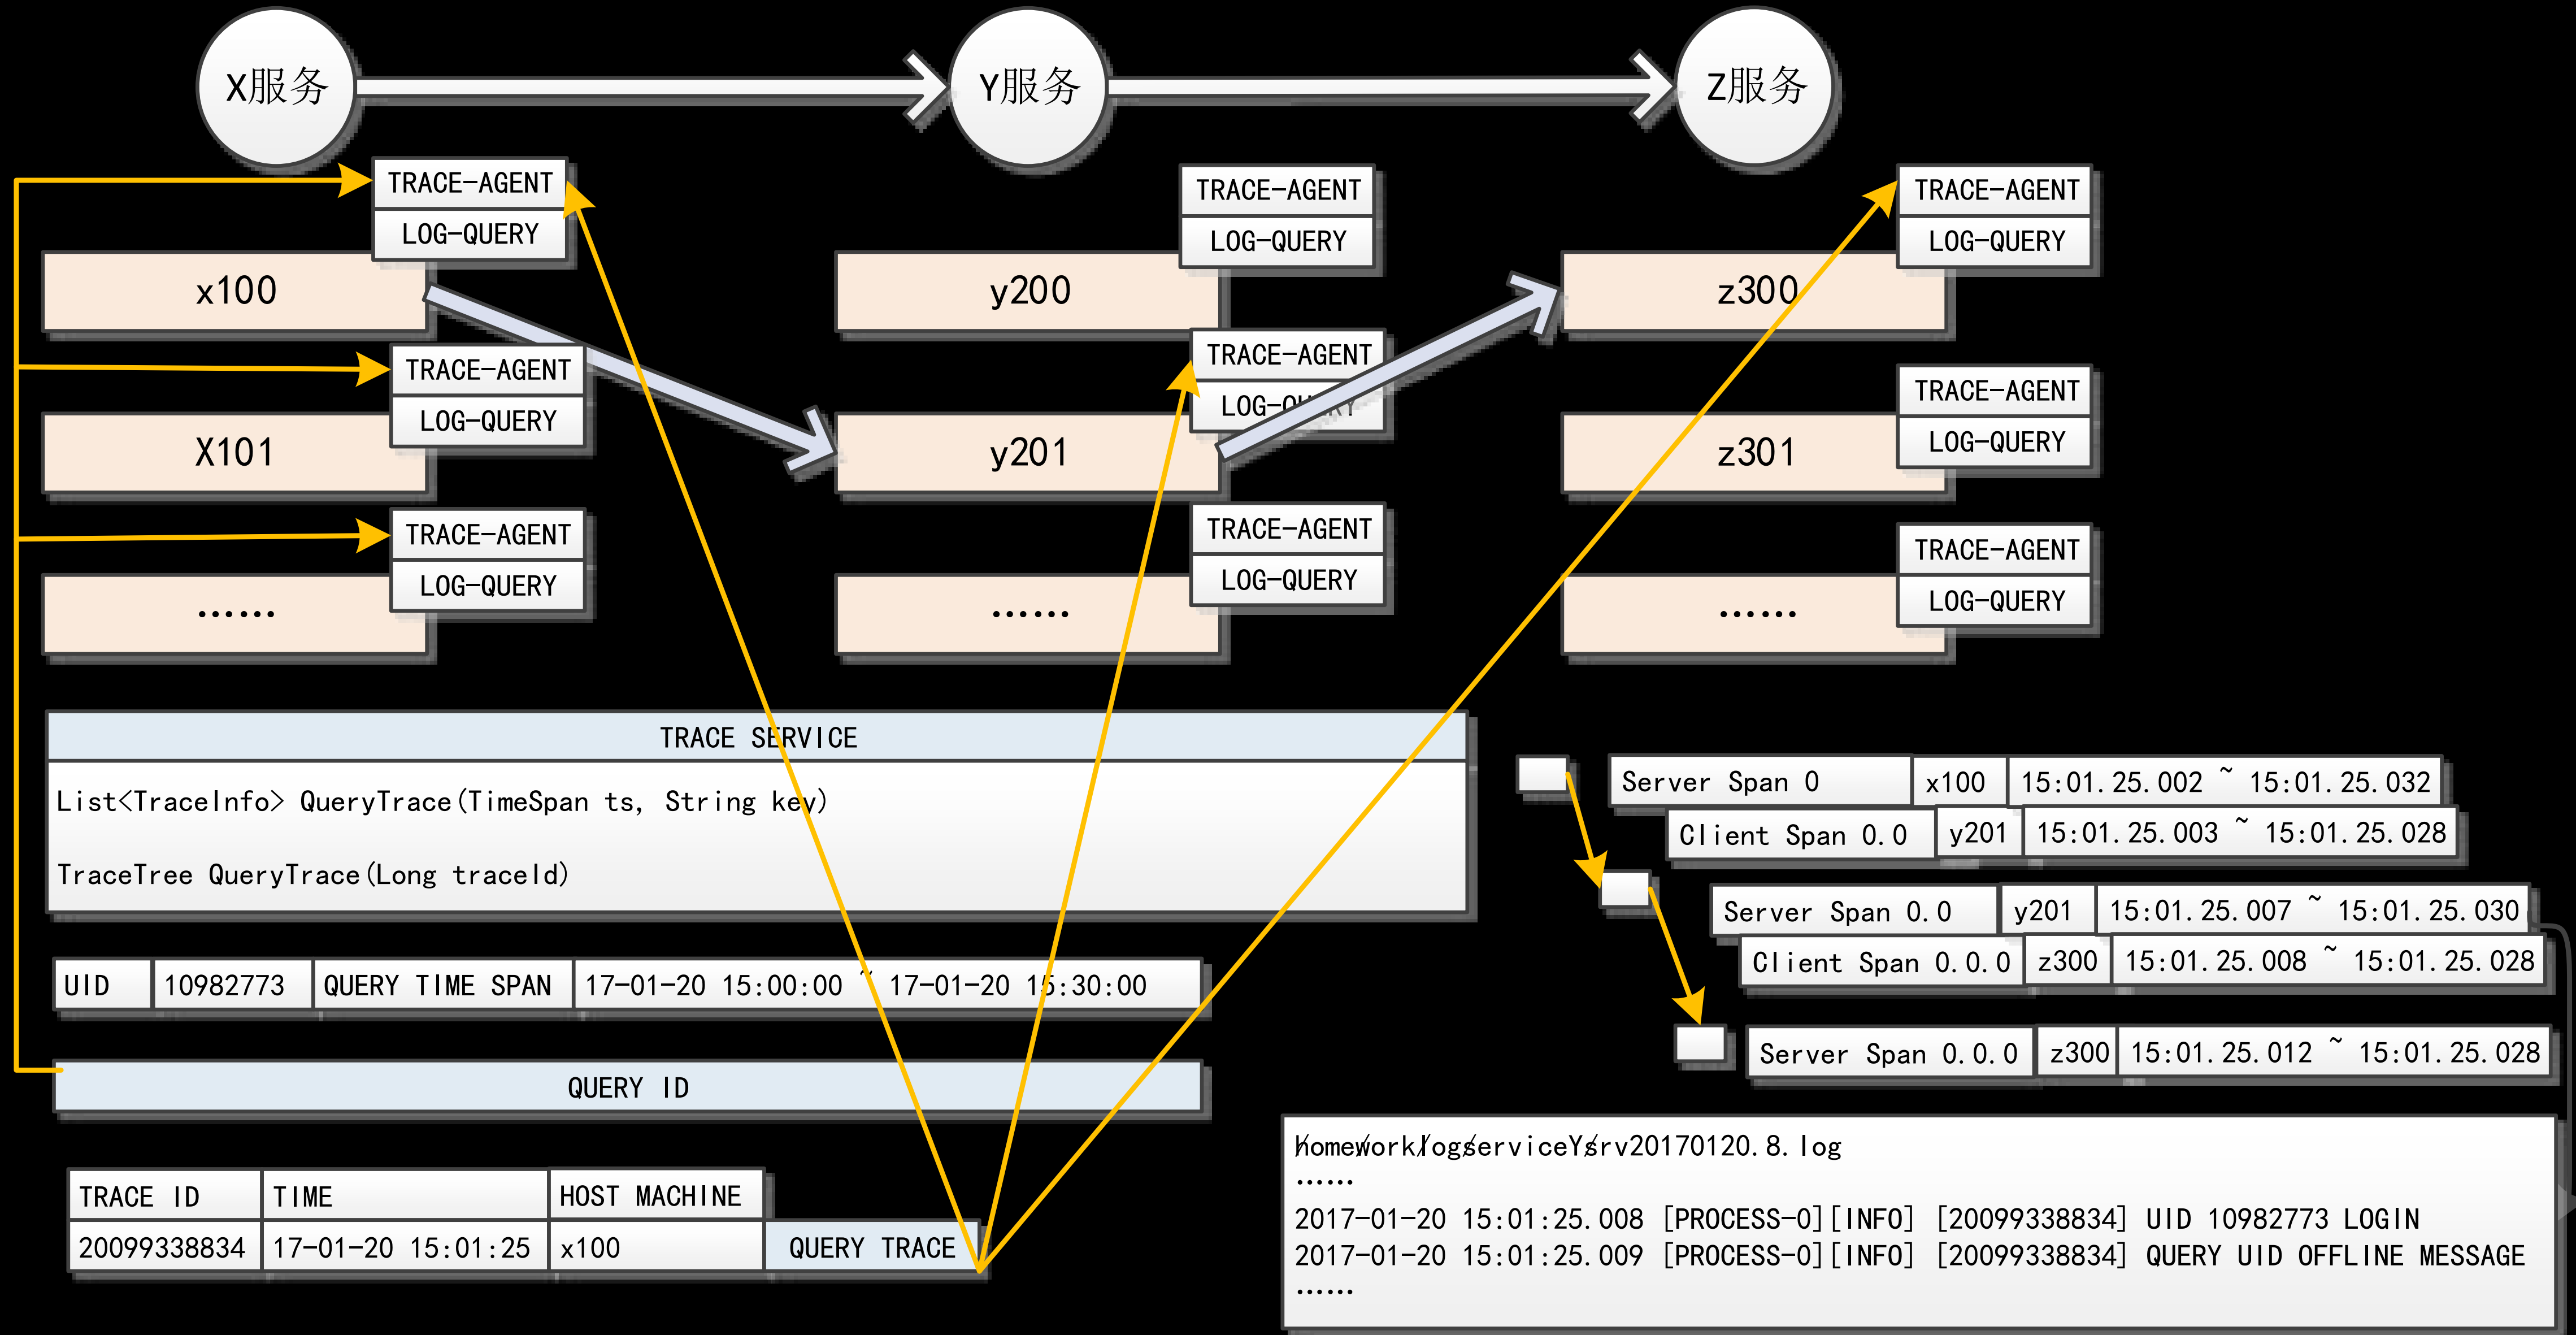 X服务
Y服务
Z服务
TRACE-AGENT
LOG-QUERY
x100
TRACE-AGENT
LOG-QUERY
y200
TRACE-AGENT
LOG-QUERY
z300
TRACE-AGENT
LOG-QUERY
X101
TRACE-AGENT
LOG-QUERY
y201
TRACE-AGENT
LOG-QUERY
z301
TRACE-AGENT
LOG-QUERY
……
TRACE-AGENT
LOG-QUERY
……
TRACE-AGENT
LOG-QUERY
……
TRACE SERVICE
List<TraceInfo> QueryTrace(TimeSpan ts, String key)
TraceTree QueryTrace(Long traceId)
UID 10982773 QUERY TIME SPAN 17-01-20 15:00:00 ~ 17-01-20 15:30:00
QUERY ID
TRACE ID TIME HOST MACHINE
20099338834 17-01-20 15:01:25 x100 QUERY TRACE
Server Span 0 x100 15:01.25.002 ~ 15:01.25.032
Client Span 0.0 y201 15:01.25.003 ~ 15:01.25.028
Server Span 0.0 y201 15:01.25.007 ~ 15:01.25.030
Client Span 0.0.0 z300 15:01.25.008 ~ 15:01.25.028
Server Span 0.0.0 z300 15:01.25.012 ~ 15:01.25.028
/home/work/log/serviceY/srv20170120.8.log
……
2017-01-20 15:01:25.008 [PROCESS-0][INFO] [20099338834] UID 10982773 LOGIN
2017-01-20 15:01:25.009 [PROCESS-0][INFO] [20099338834] QUERY UID OFFLINE MESSAGE
……